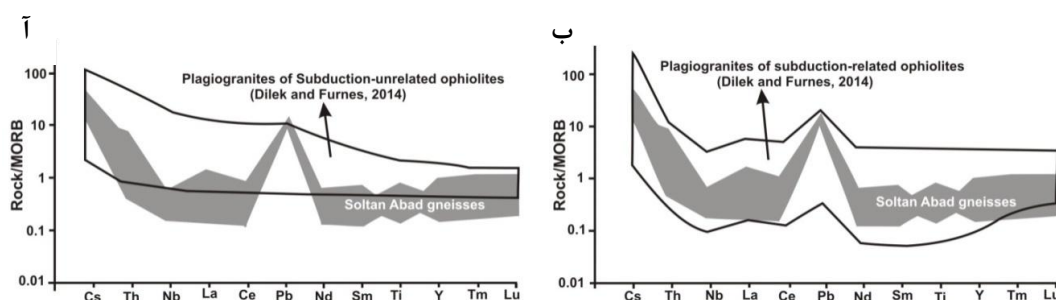 آ
Rock/MORB
100
10
1
0.1
0.01
Plagiogranites of Subduction-unrelated ophiolites
(Dilek and Furnes, 2014)
Soltan Abad gneisses
Cs Th Nb La Ce Pb Nd Sm Ti Y Tm Lu
ب
Rock/MORB
100
10
1
0.1
0.01
Plagiogranites of subduction-related ophiolites
(Dilek and Furnes, 2014)
Soltan Abad gneisses
Cs Th Nb La Ce Pb Nd Sm Ti Y Tm Lu